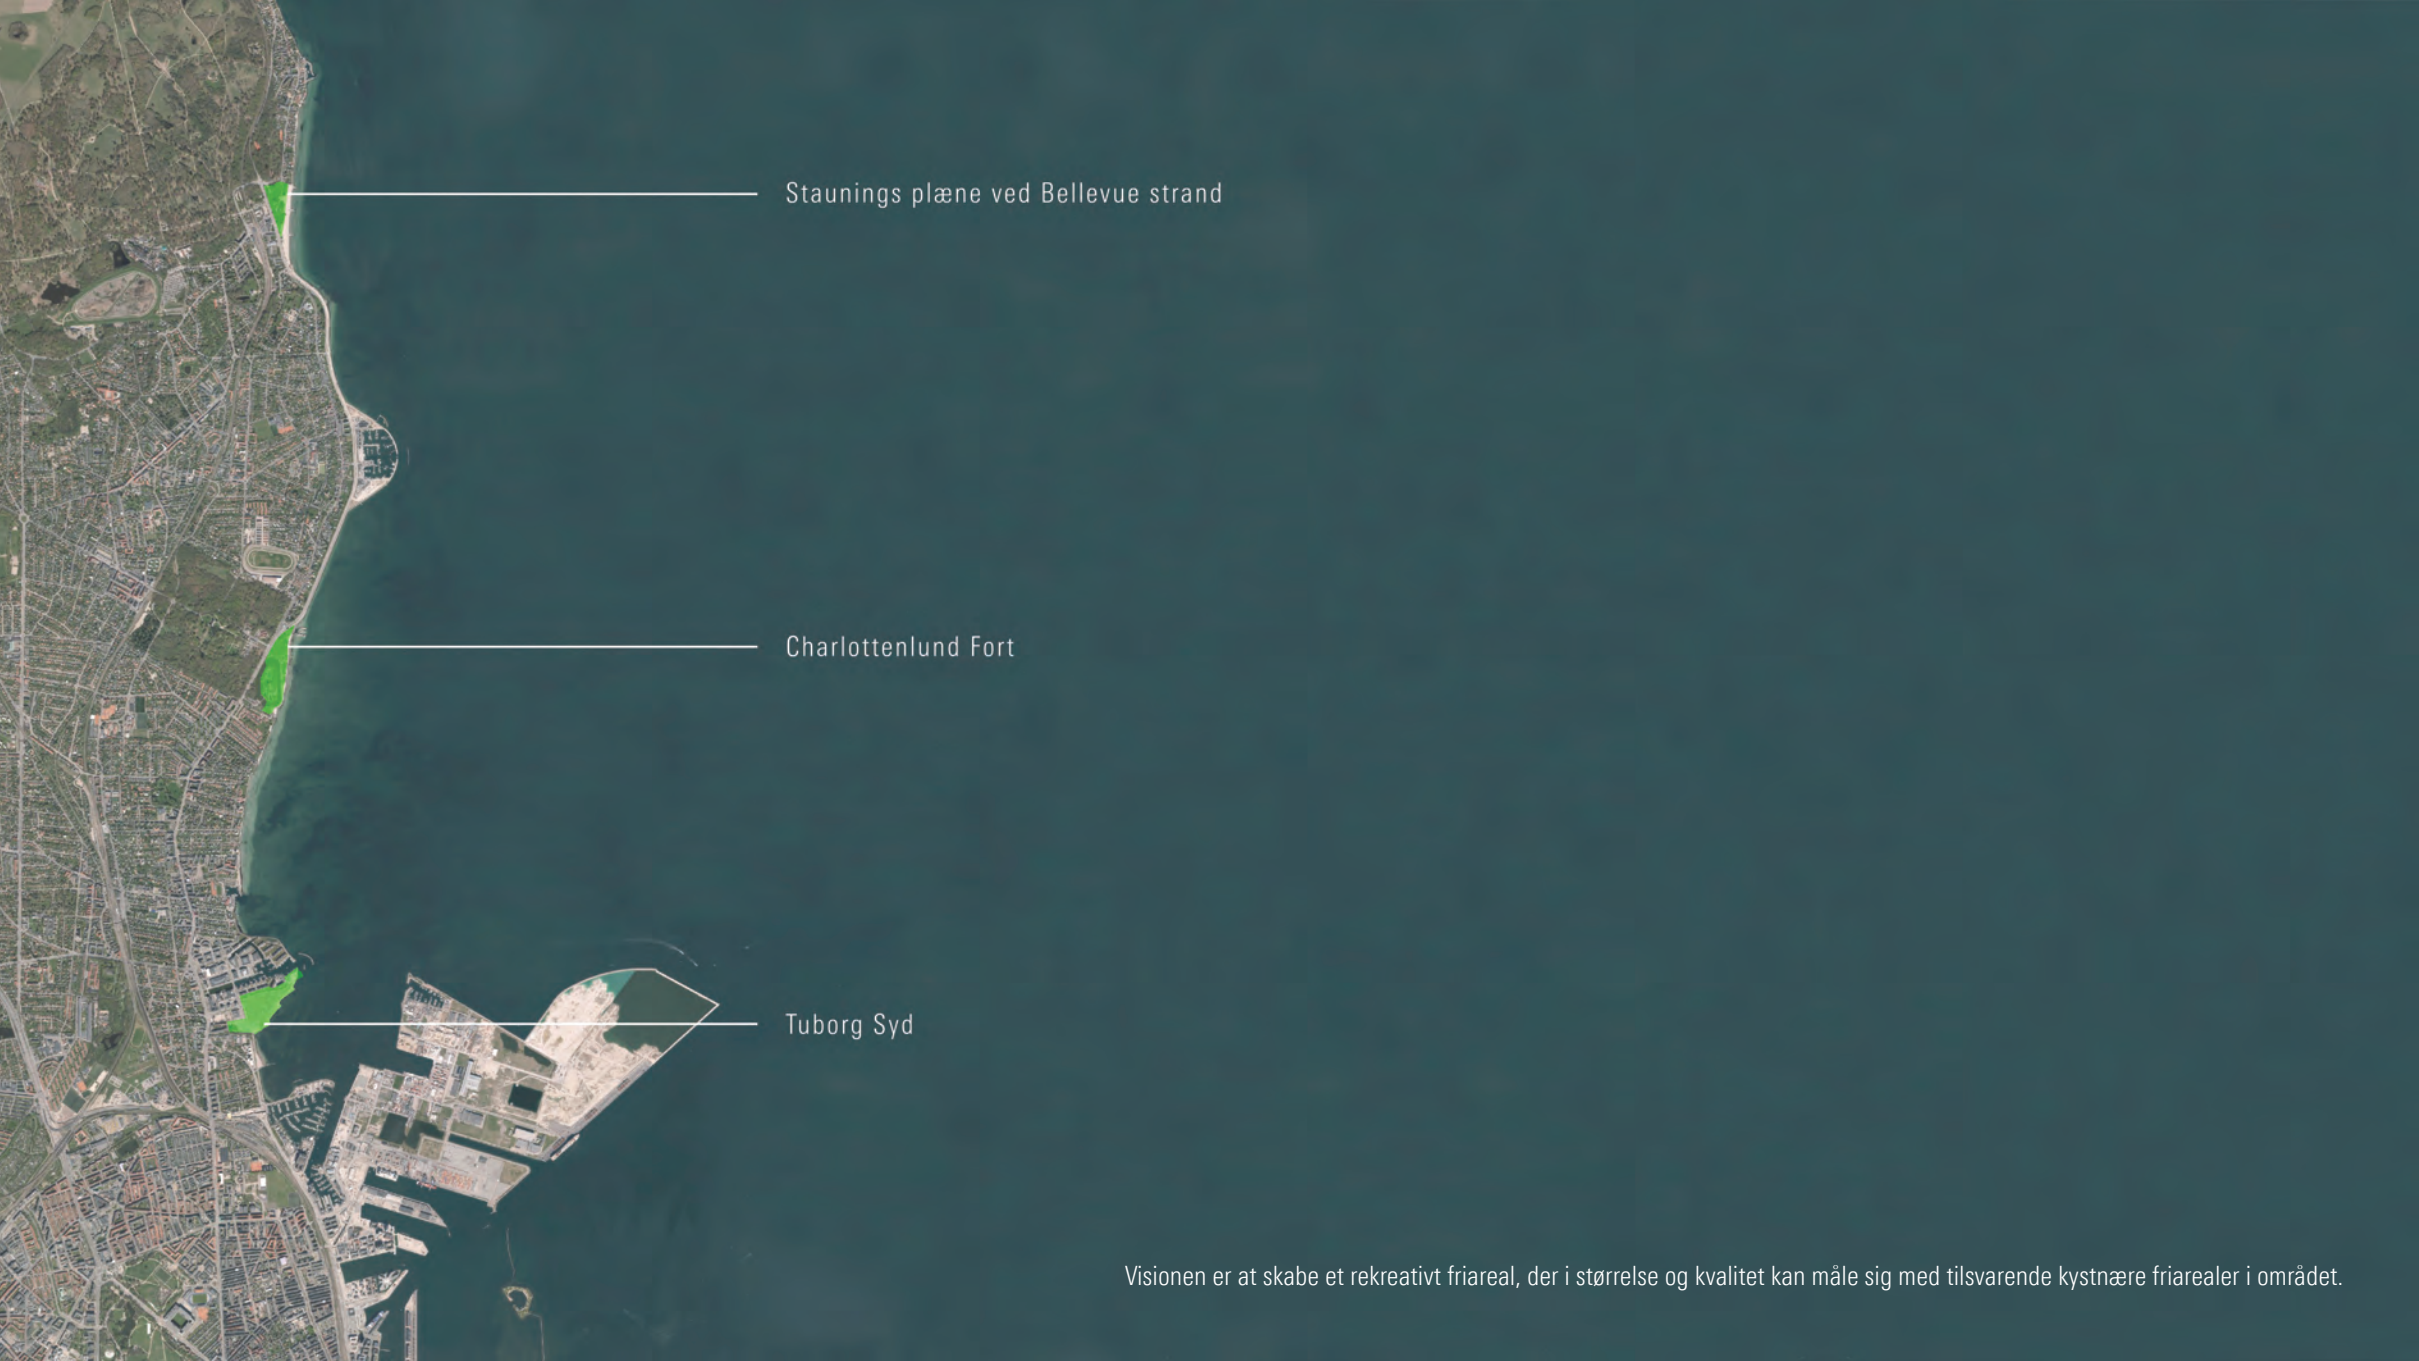 Staunings plæne ved Bellevue strand
Charlottenlund Fort
Tuborg Syd
Visionen er at skabe et rekreativt friareal, der i størrelse og kvalitet kan måle sig med tilsvarende kystnære friarealer i området.